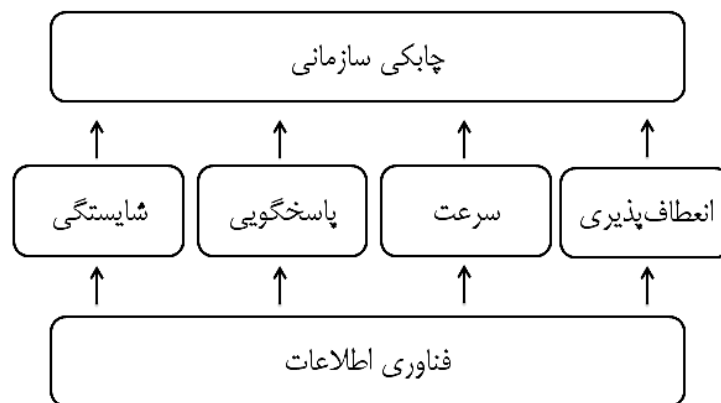 چابکی سازمانی
انعطاف‌پذیری
سرعت
پاسخگویی
شایستگی
فناوری اطلاعات